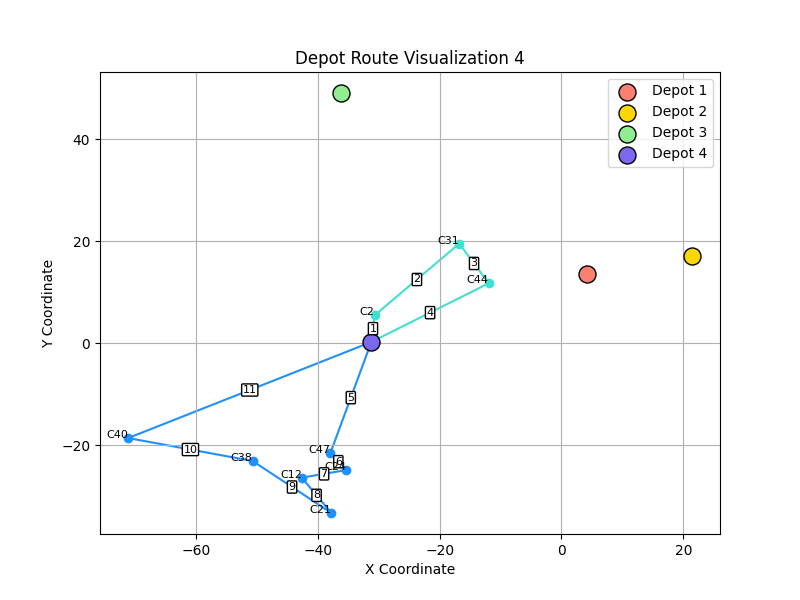 Depot Route Visualization 4
Depot 1
Depot 2
Depot 3
Depot 4
Y Coordinate
40
20
0
−20
C31
3
C44
2
C2
4
1
11
5
C40
10
C38
C47
6
7
C12
9
8
C21
−60
−40
−20
0
20
X Coordinate